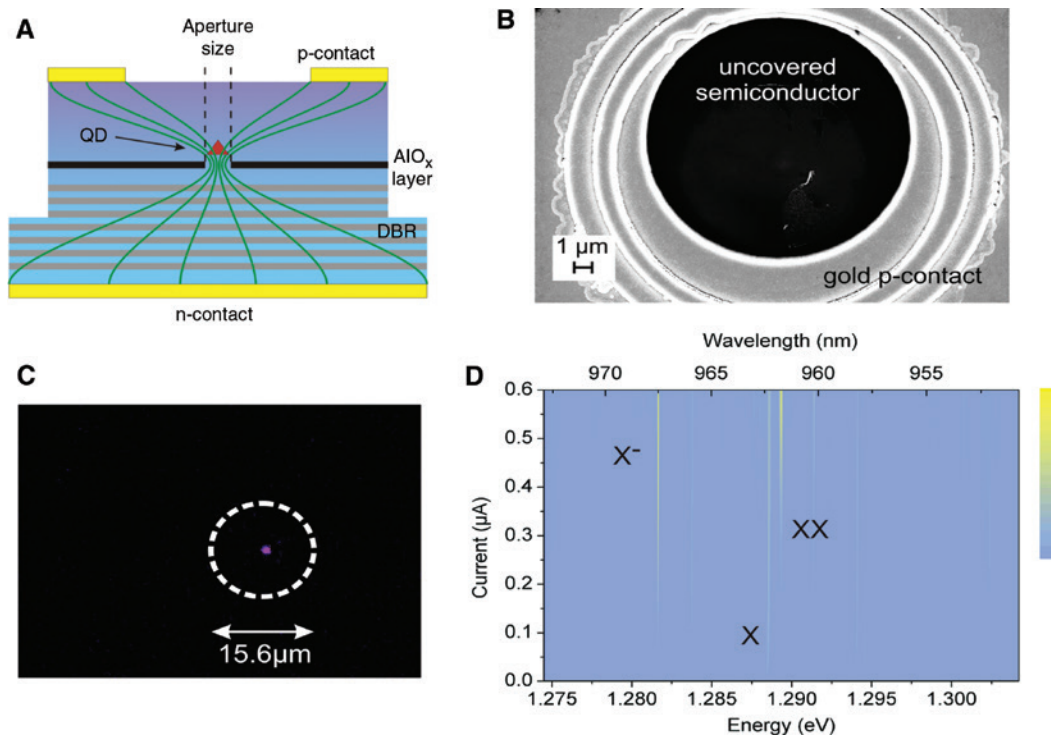 A
Aperture
size
p-contact
QD
AlOₓ
layer
DBR
n-contact
B
uncovered
semiconductor
1 µm
gold p-contact
C
15.6µm
D
Wavelength (nm)
970 965 960 955
0.6
0.5
0.4
0.3
0.2
0.1
0.0
Current (µA)
X⁻
XX
X
1.275 1.280 1.285 1.290 1.295 1.300
Energy (eV)